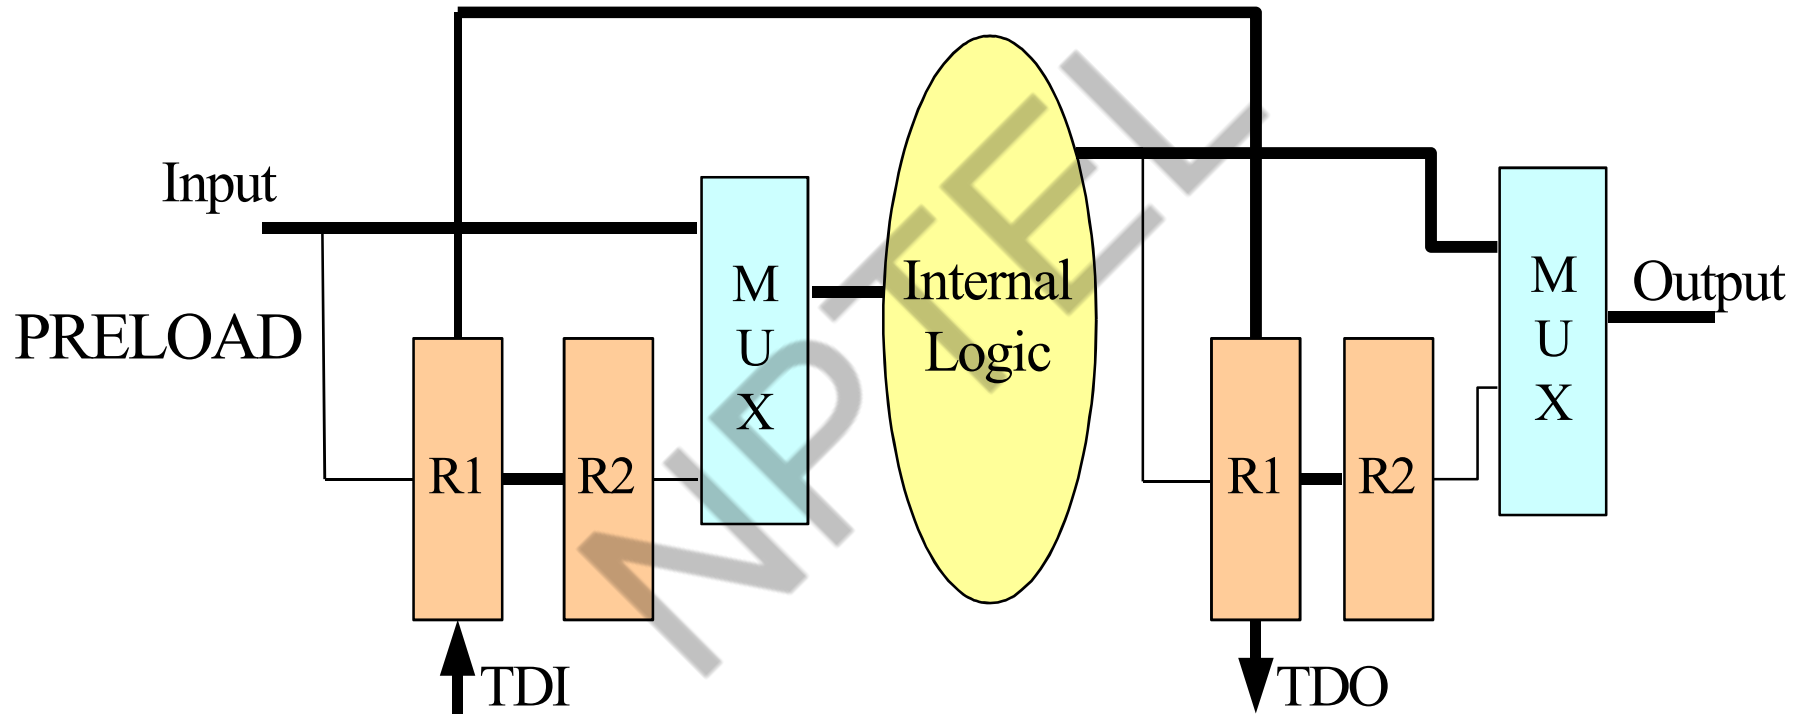 Input
PRELOAD
R1
R2
M
U
X
Internal
Logic
R1
R2
M
U
X
Output
TDI
TDO
NPTEL